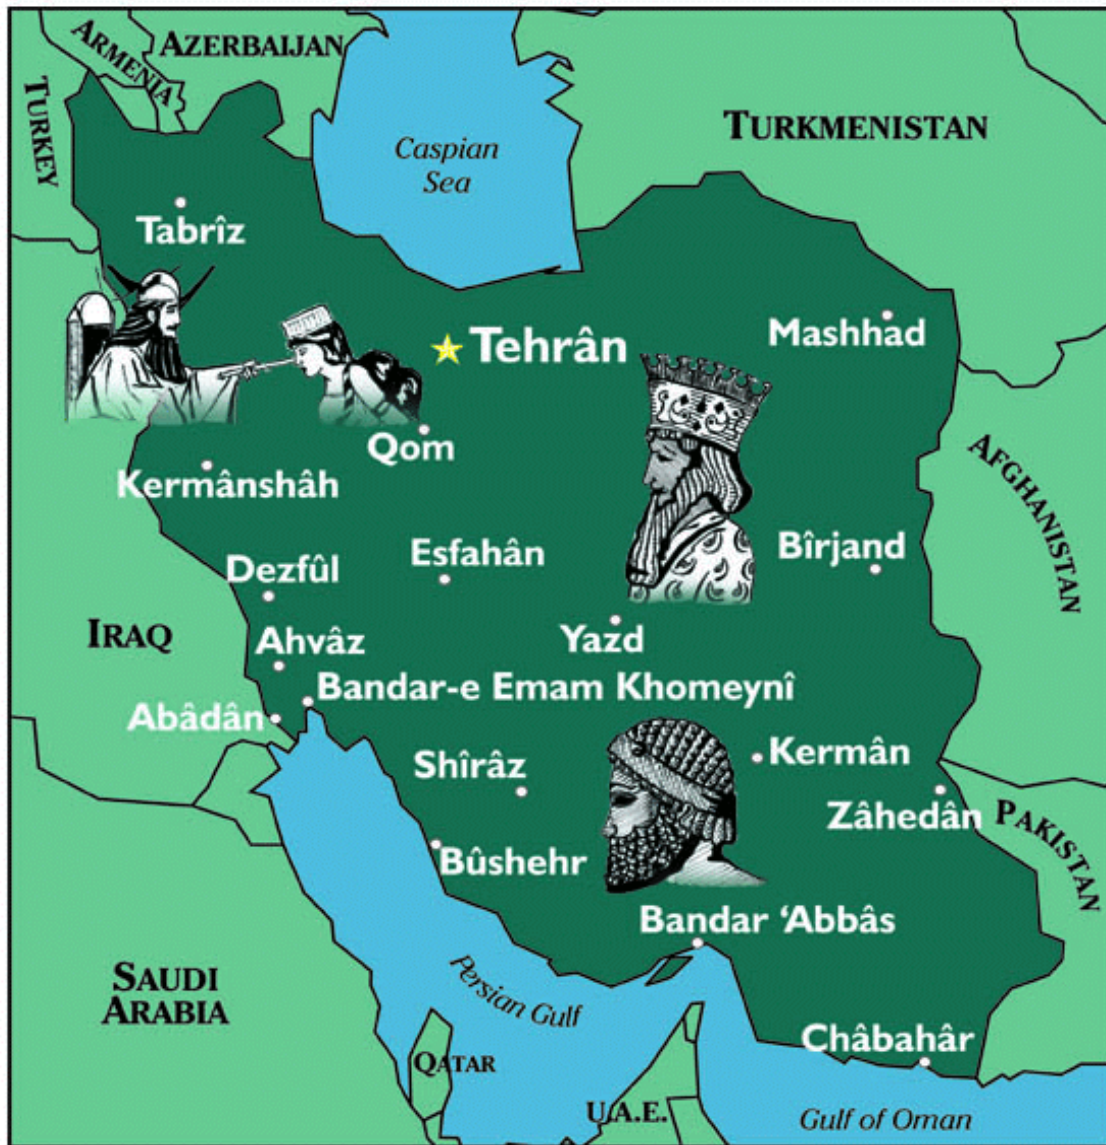 AZERBAIJAN
ARMENIA
TURKEY
Caspian
Sea
TURKMENISTAN
Tabrîz
Tehrân
Mashhad
Qom
Kermânshâh
AFGHANISTAN
Esfahân
Bîrjand
Dezfûl
IRAQ
Ahvâz
Yazd
Bandar-e Emam Khomeynî
Abâdân
Shîrâz
Kermân
Zâhedân
PAKISTAN
Bûshehr
Bandar ‘Abbâs
SAUDI
ARABIA
Persian Gulf
Châbahâr
QATAR
U.A.E.
Gulf of Oman